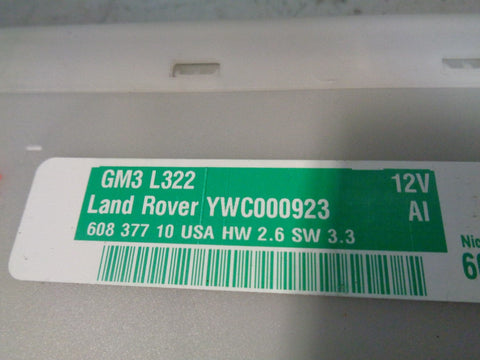 GM3 L322 12V
Land Rover YWC000923 AI
608 377 10 USA HW 2.6 SW 3.3